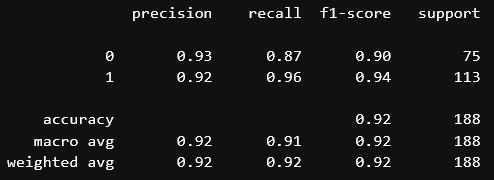 precision recall f1-score support
0 0.93 0.87 0.90 75
1 0.92 0.96 0.94 113
accuracy 0.92 188
macro avg 0.92 0.91 0.92 188
weighted avg 0.92 0.92 0.92 188